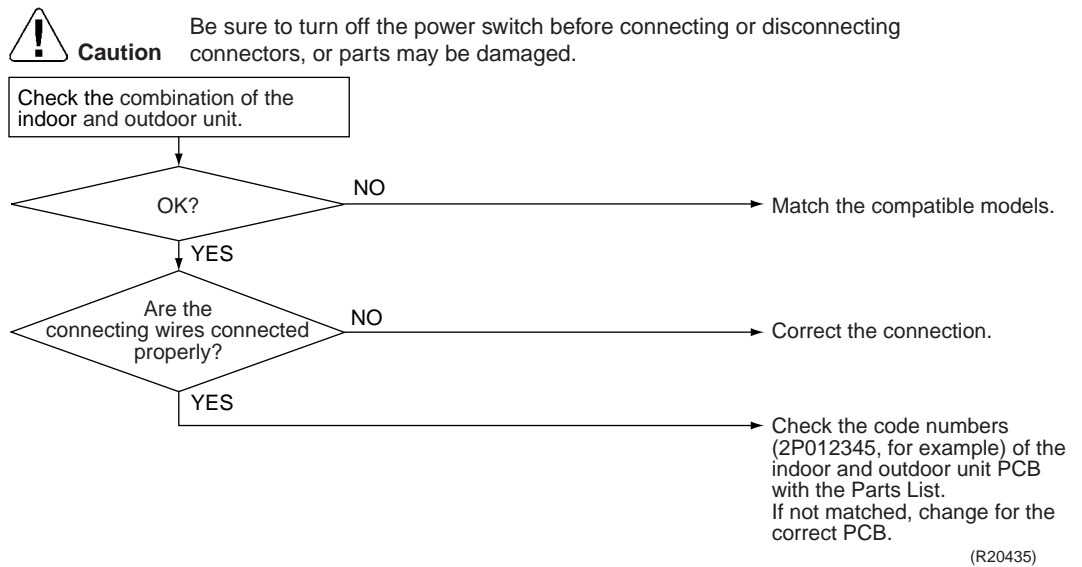 Caution
Be sure to turn off the power switch before connecting or disconnecting
connectors, or parts may be damaged.
Check the combination of the
indoor and outdoor unit.
OK?
NO
Match the compatible models.
YES
Are the
connecting wires connected
properly?
NO
Correct the connection.
YES
Check the code numbers
(2P012345, for example) of the
indoor and outdoor unit PCB
with the Parts List.
If not matched, change for the
correct PCB.
(R20435)